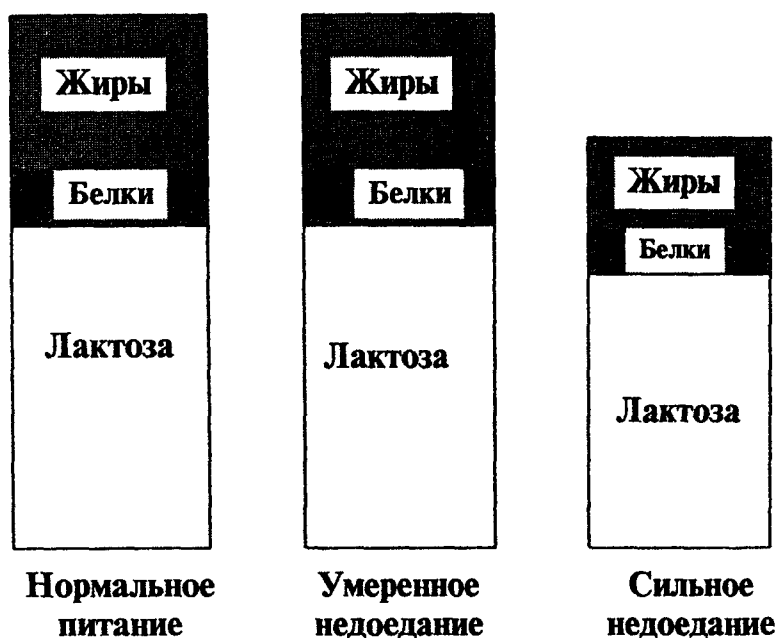 Жиры
Белки
Лактоза
Нормальное
питание
Жиры
Белки
Лактоза
Умеренное
недоедание
Жиры
Белки
Лактоза
Сильное
недоедание